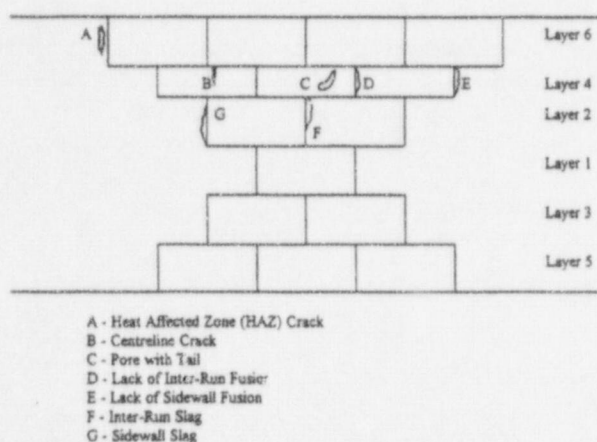 A
Layer 6
B
C
D
E
Layer 4
G
F
Layer 2
Layer 1
Layer 3
Layer 5
A - Heat Affected Zone (HAZ) Crack
B - Centreline Crack
C - Pore with Tail
D - Lack of Inter-Run Fusion
E - Lack of Sidewall Fusion
F - Inter-Run Slag
G - Sidewall Slag